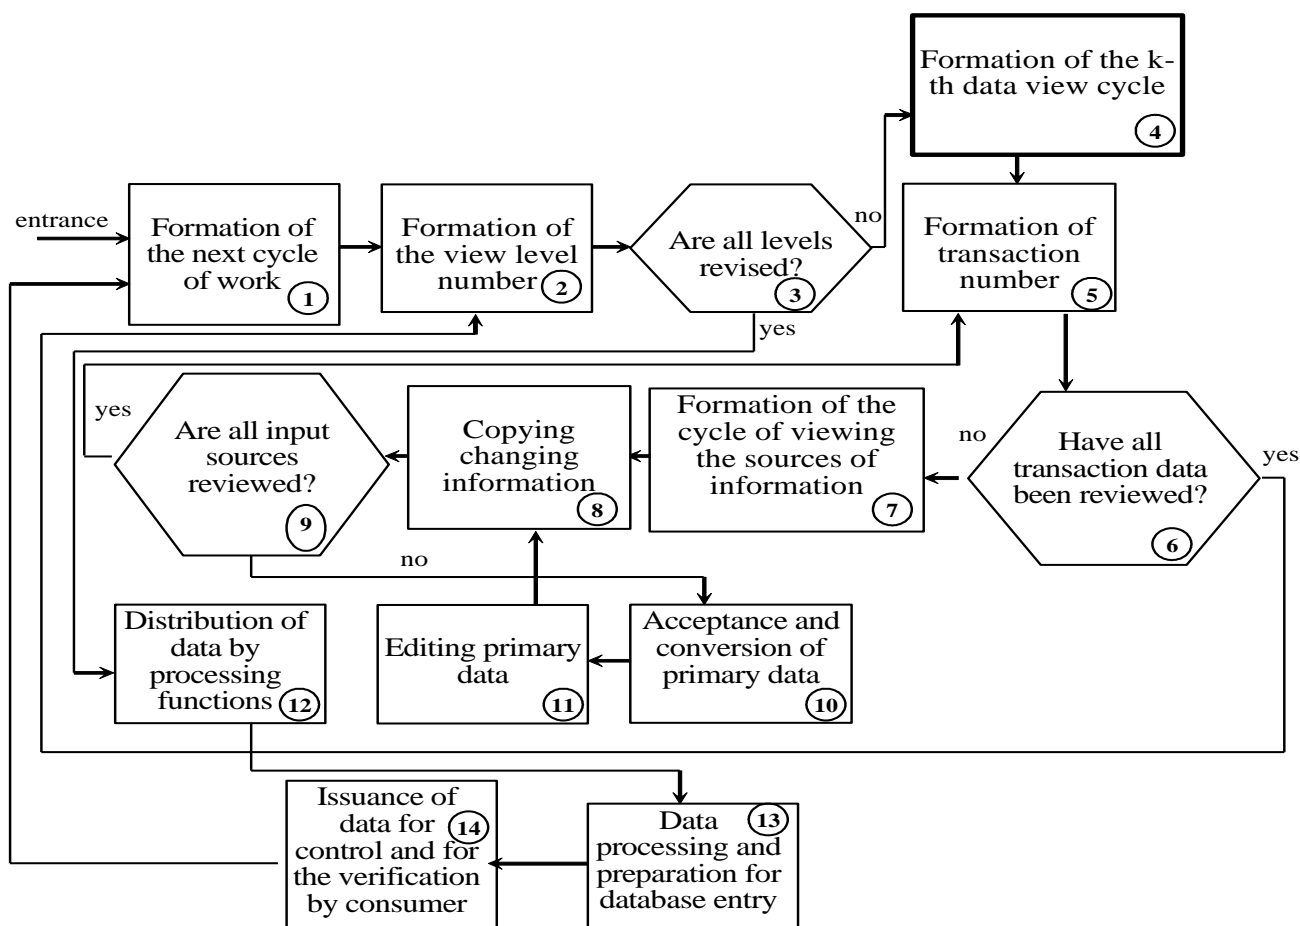 Formation of the k-
th data view cycle
4
entrance
Formation of
the next cycle
of work
1
Formation of
the view level
number
2
Are all levels
revised?
3
no
yes
Formation of
transaction
number
5
yes
Are all input
sources
reviewed?
9
Copying
changing
information
8
Formation of the
cycle of viewing
the sources of
information
7
no
Have all
transaction data
been reviewed?
6
yes
no
Distribution of
data by
processing
functions
12
Editing primary
data
11
Acceptance and
conversion of
primary data
10
Issuance of
data for
control and for
the verification
by consumer
14
Data
processing and
preparation for
database entry
13